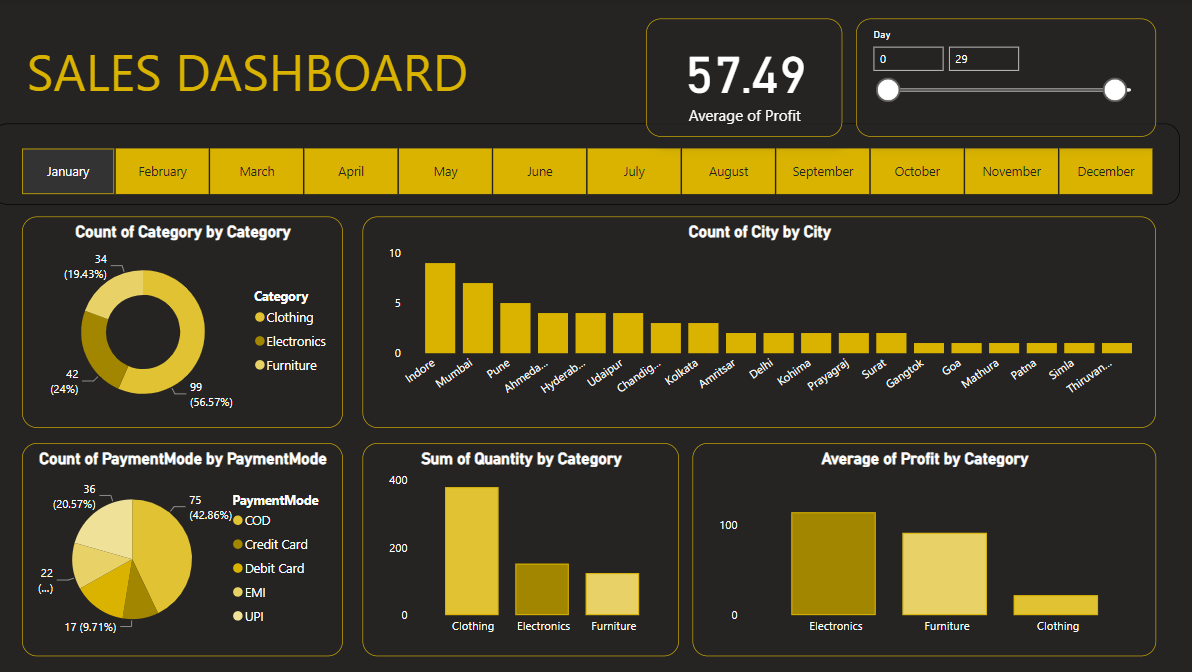 SALES DASHBOARD
57.49
Average of Profit
Day
0
29
January
February
March
April
May
June
July
August
September
October
November
December
Count of Category by Category
34
(19.43%)
42
(24%)
99
(56.57%)
Category
Clothing
Electronics
Furniture
Count of City by City
10
5
0
Indore
Mumbai
Pune
Ahmeda...
Hyderab...
Udaipur
Chandig...
Kolkata
Amritsar
Delhi
Kohima
Prayagraj
Surat
Gangtok
Goa
Mathura
Patna
Simla
Thiruvan...
Count of PaymentMode by PaymentMode
36
(20.57%)
75
(42.86%)
22
(...)
17 (9.71%)
PaymentMode
COD
Credit Card
Debit Card
EMI
UPI
Sum of Quantity by Category
400
200
0
Clothing
Electronics
Furniture
Average of Profit by Category
100
0
Electronics
Furniture
Clothing